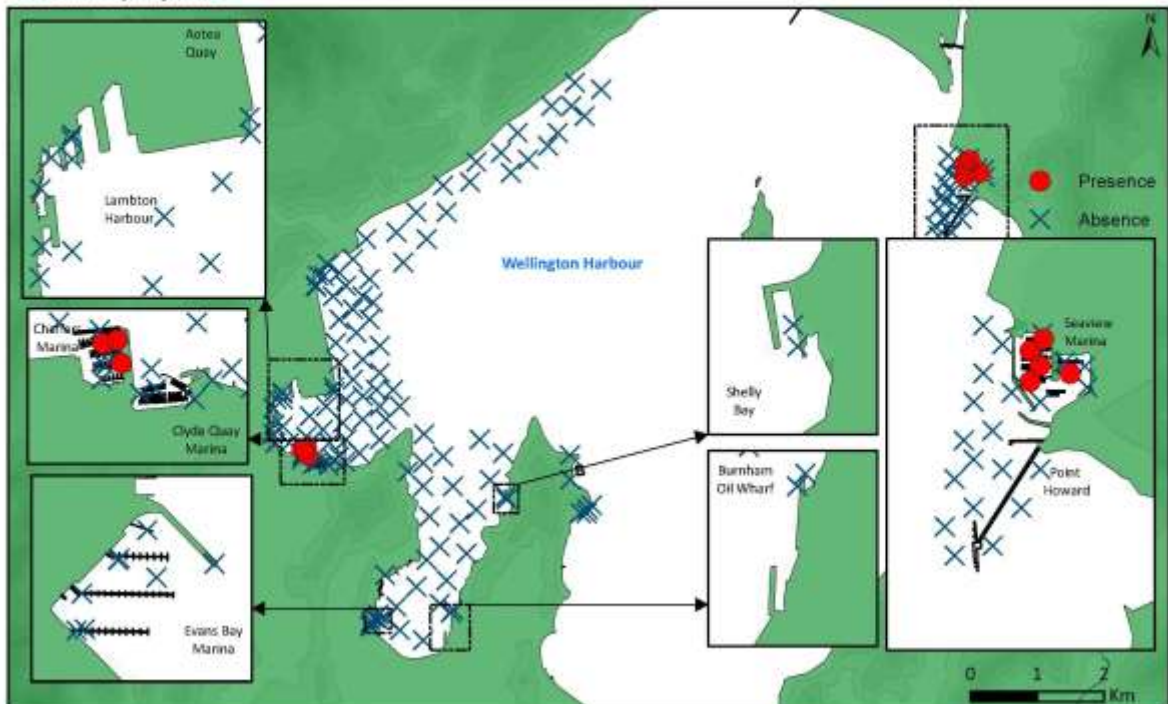 Aotea
Quay
N
Lambton
Harbour
Presence
Absence
Wellington Harbour
Marina
Seaview
Marina
Shelly
Bay
Clyde Quay
Marina
Burnham
Oil Wharf
Point
Howard
Evans Bay
Marina
0 1 2
Km